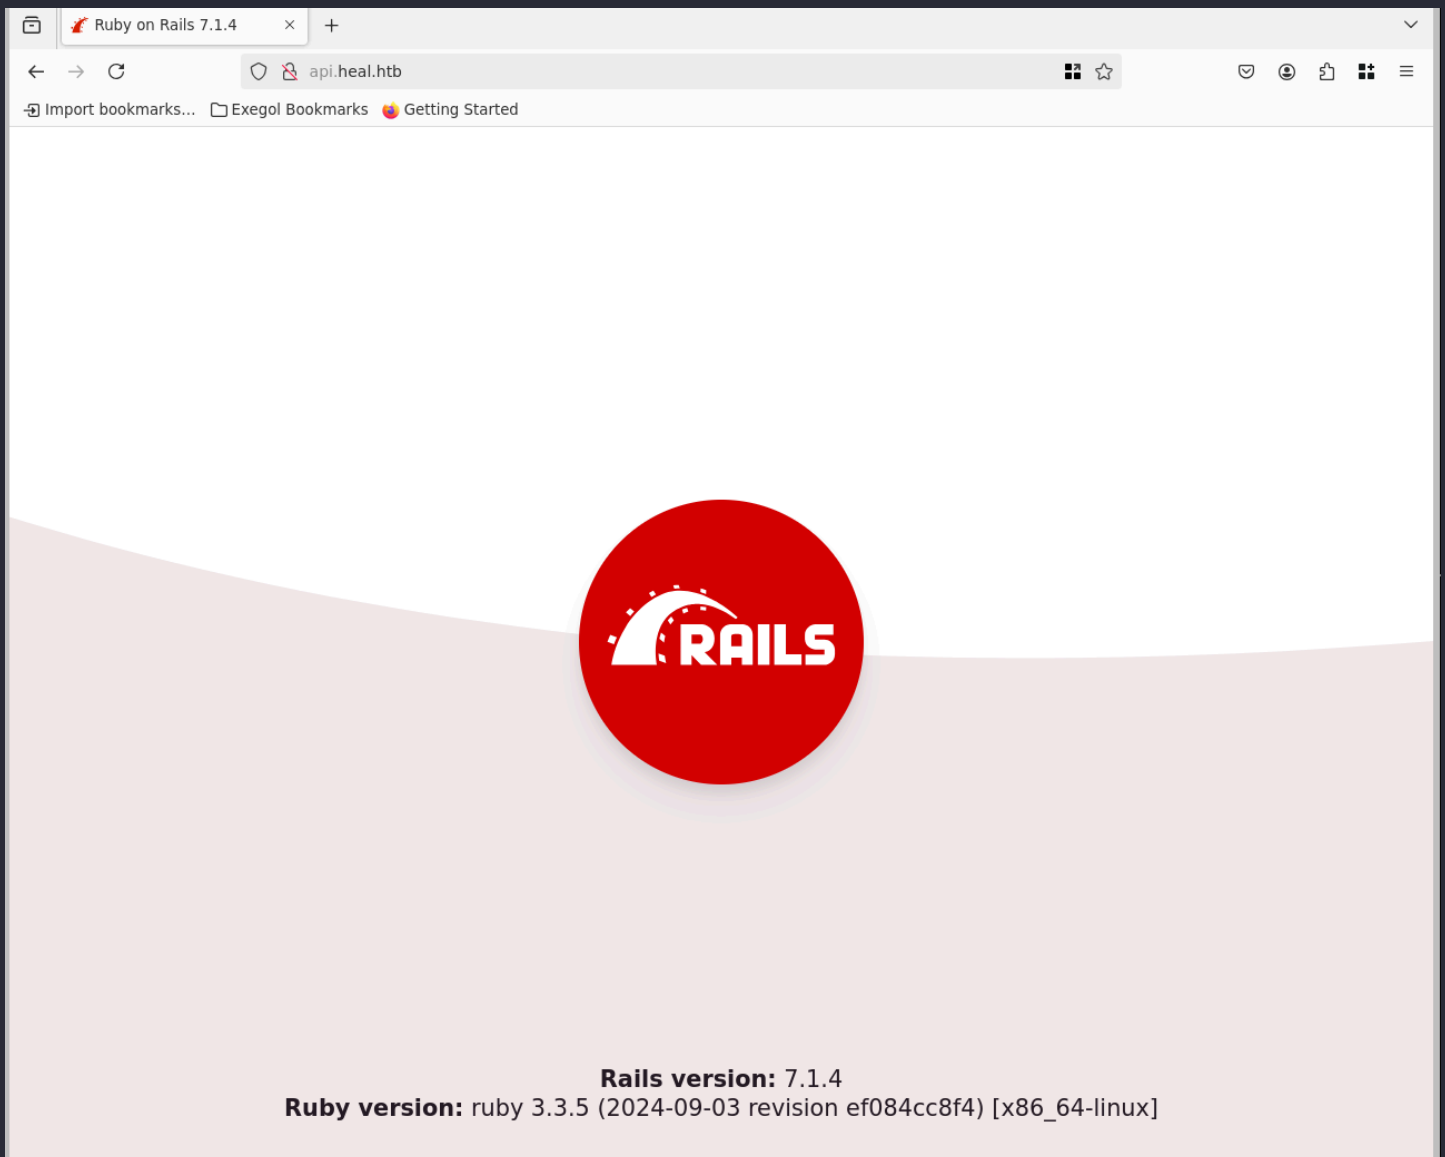 Ruby on Rails 7.1.4
api.heal.htb
Import bookmarks... Exegol Bookmarks Getting Started
RAILS
Rails version: 7.1.4
Ruby version: ruby 3.3.5 (2024-09-03 revision ef084cc8f4) [x86_64-linux]